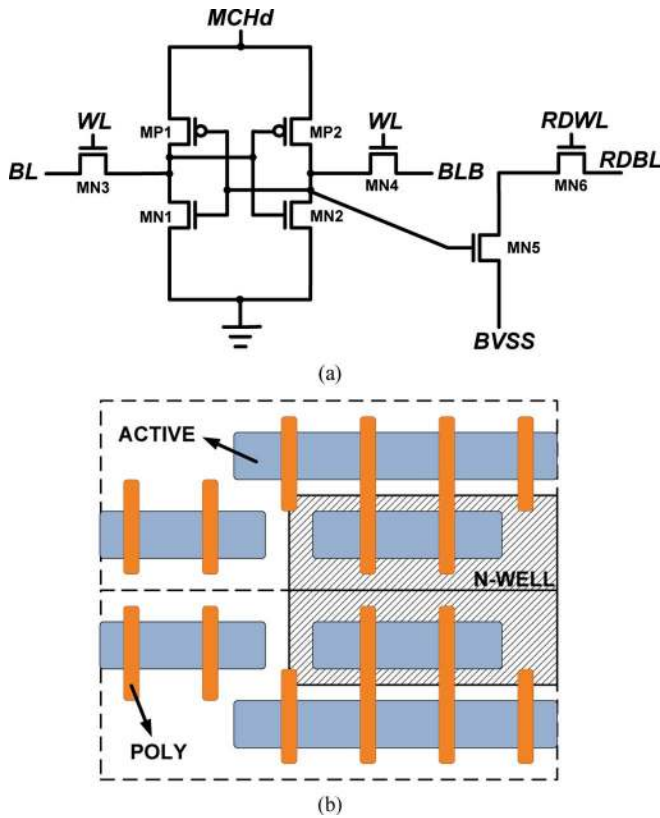 MCHd
WL MP1 MP2 WL RDWL
BL MN3 MN4 BLB MN6 RDBL
MN1 MN2 MN5
BVSS
(a)
ACTIVE
N-WELL
POLY
(b)